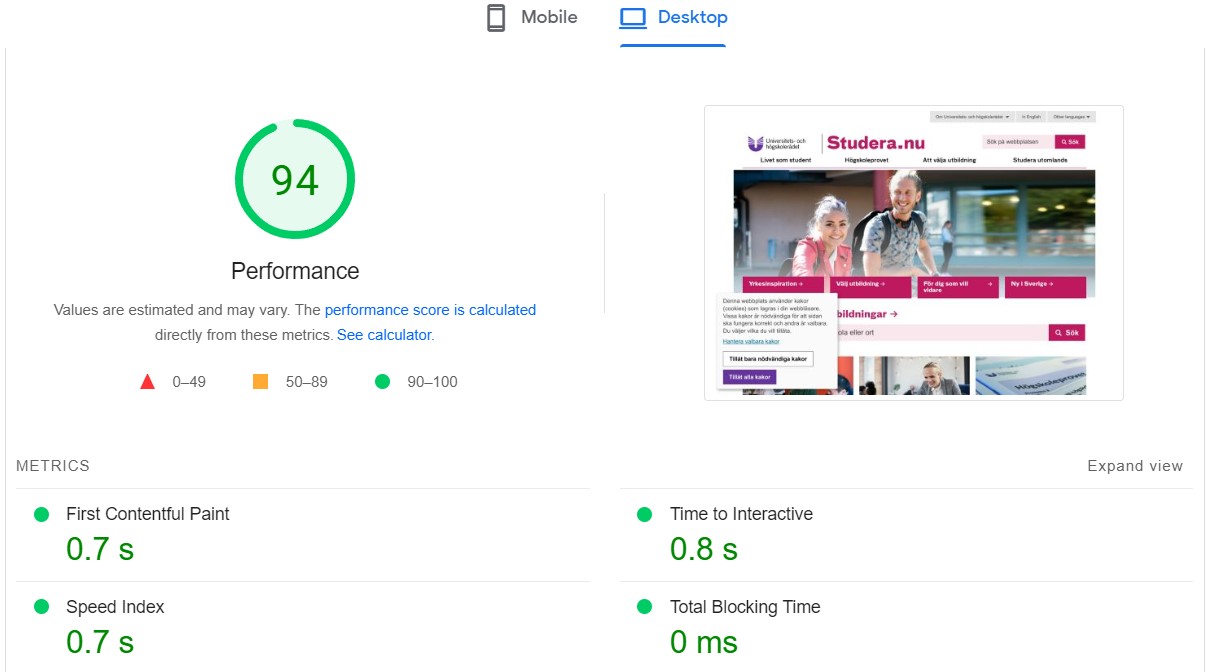 Mobile
Desktop
94
Performance
Values are estimated and may vary. The performance score is calculated
directly from these metrics. See calculator.
0–49
50–89
90–100
Om Universitets- och högskolerådet
In English
Other languages
Universitets- och
högskolerådet
Studera.nu
Sök på webbplatsen
Sök
Livet som student
Högskoleprovet
Att välja utbildning
Studera utomlands
Yrkesinspiration →
Välj utbildning →
För dig som vill →
vidare
Ny i Sverige →
Denna webbplats använder kakor
(cookies) som lagras i din webbläsare.
Vissa kakor är nödvändiga för att sidan
ska fungera korrekt och andra är valbara.
Du väljer vilka du vill tillåta.
Hantera valbara kakor
Tillåt bara nödvändiga kakor
Tillåt alla kakor
bildningar →
ola eller ort
Sök
Högskoleprovet
METRICS
Expand view
First Contentful Paint
0.7 s
Time to Interactive
0.8 s
Speed Index
0.7 s
Total Blocking Time
0 ms